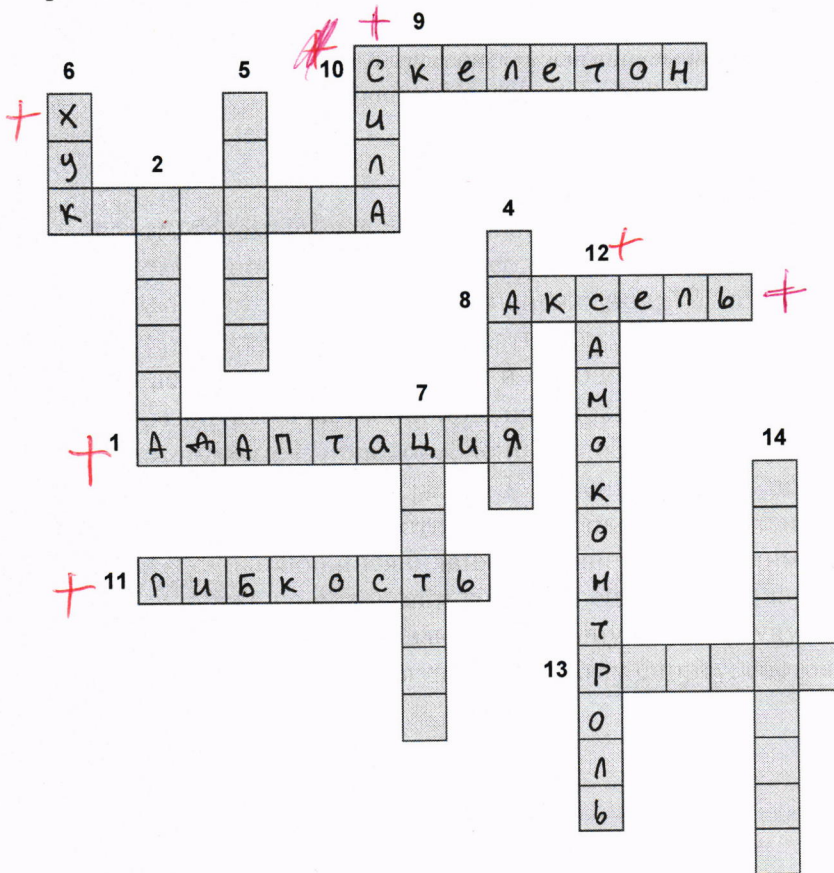 9
6 5 10 Скелетон
Хук
Сила
2
4
12
8 Аксель
Самоконтроль
7
1 Адаптация
14
11 Гибкость
13